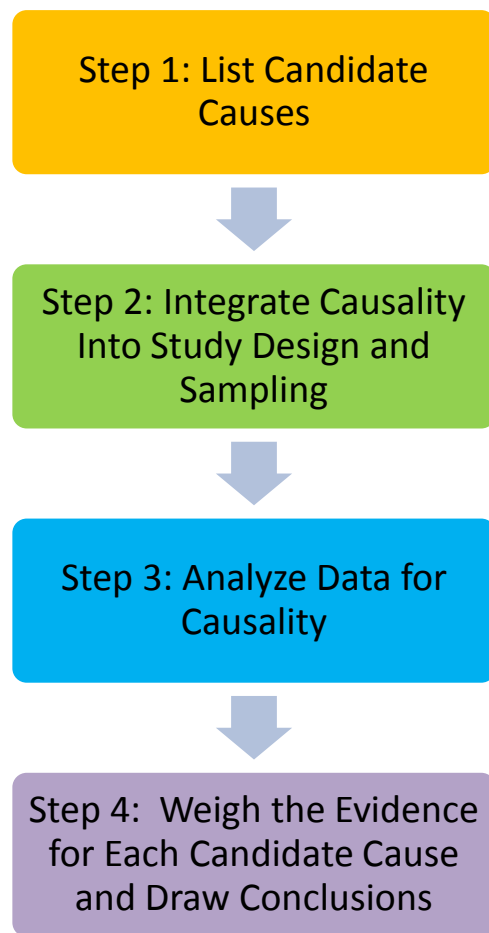 Step 1: List Candidate
Causes
Step 2: Integrate Causality
Into Study Design and
Sampling
Step 3: Analyze Data for
Causality
Step 4:  Weigh the Evidence
for Each Candidate Cause
and Draw Conclusions